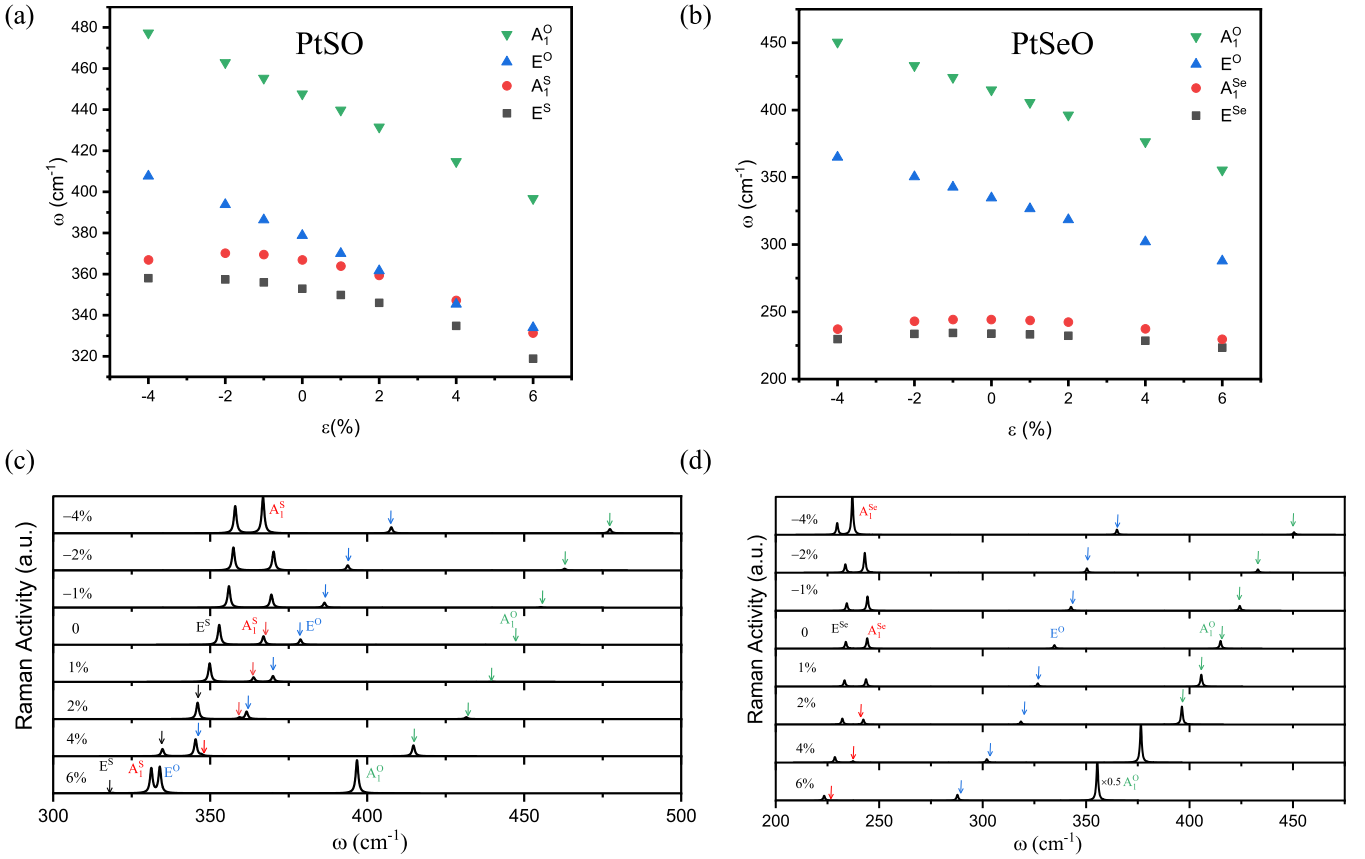 (a)
PtSO
A₁ᴼ
Eᴼ
A₁ˢ
Eˢ
480
460
440
420
400
380
360
340
320
ω (cm⁻¹)
-4 -2 0 2 4 6
ε(%)
(b)
PtSeO
A₁ᴼ
Eᴼ
A₁ˢᵉ
Eˢᵉ
450
400
350
300
250
200
ω (cm⁻¹)
-4 -2 0 2 4 6
ε (%)
(c)
Raman Activity (a.u.)
−4% A₁ˢ
−2%
−1%
0 Eˢ A₁ˢ Eᴼ A₁ᴼ
1%
2%
4%
6% Eˢ A₁ˢ Eᴼ A₁ᴼ
300 350 400 450 500
ω (cm⁻¹)
(d)
Raman Activity (a.u.)
−4% A₁ˢᵉ
−2%
−1%
0 Eˢᵉ A₁ˢᵉ Eᴼ A₁ᴼ
1%
2%
4%
6% ×0.5 A₁ᴼ
200 250 300 350 400 450
ω (cm⁻¹)